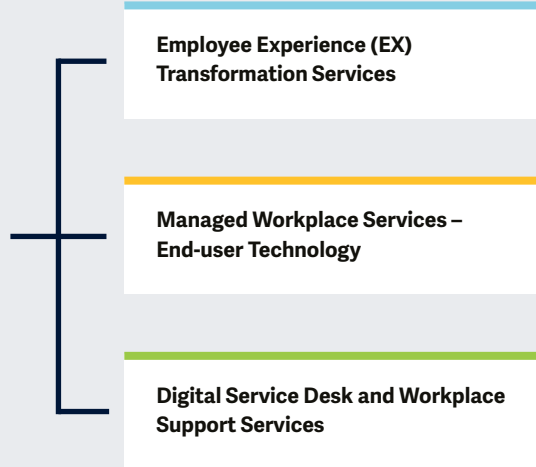 Employee Experience (EX)
Transformation Services
Managed Workplace Services –
End-user Technology
Digital Service Desk and Workplace
Support Services